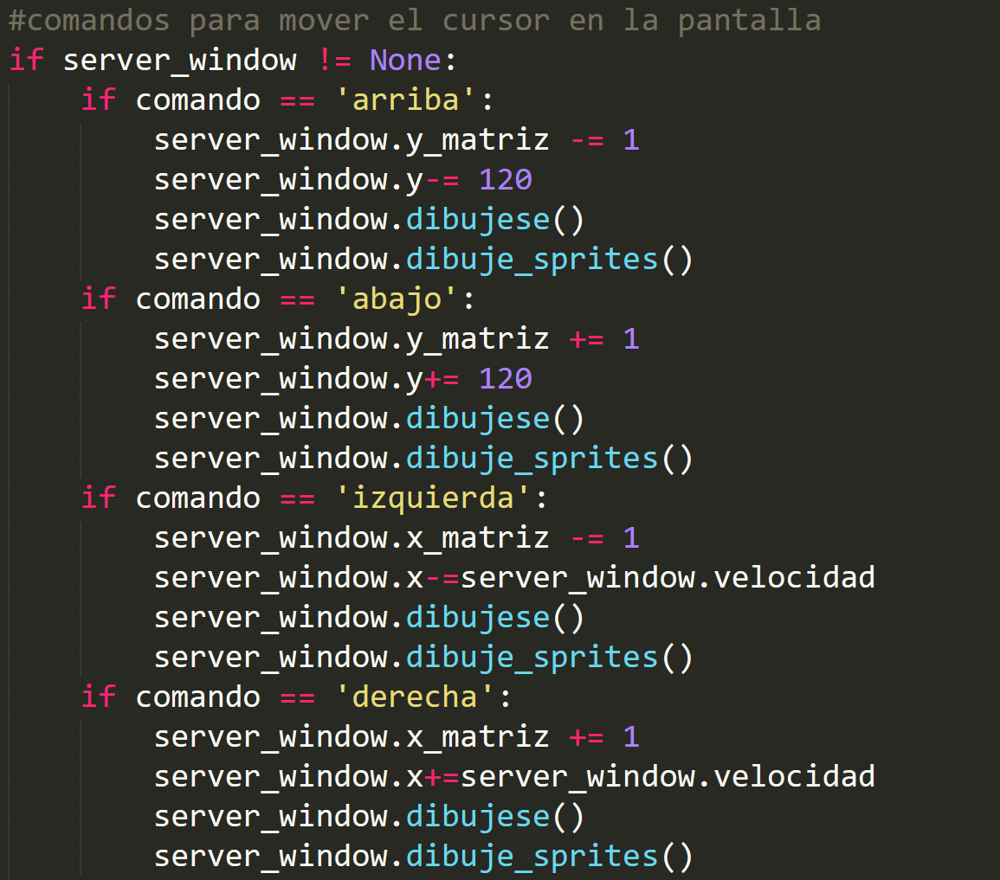 #comandos para mover el cursor en la pantalla
if server_window != None:
    if comando == 'arriba':
        server_window.y_matriz -= 1
        server_window.y-= 120
        server_window.dibujese()
        server_window.dibuje_sprites()
    if comando == 'abajo':
        server_window.y_matriz += 1
        server_window.y+= 120
        server_window.dibujese()
        server_window.dibuje_sprites()
    if comando == 'izquierda':
        server_window.x_matriz -= 1
        server_window.x-=server_window.velocidad
        server_window.dibujese()
        server_window.dibuje_sprites()
    if comando == 'derecha':
        server_window.x_matriz += 1
        server_window.x+=server_window.velocidad
        server_window.dibujese()
        server_window.dibuje_sprites()